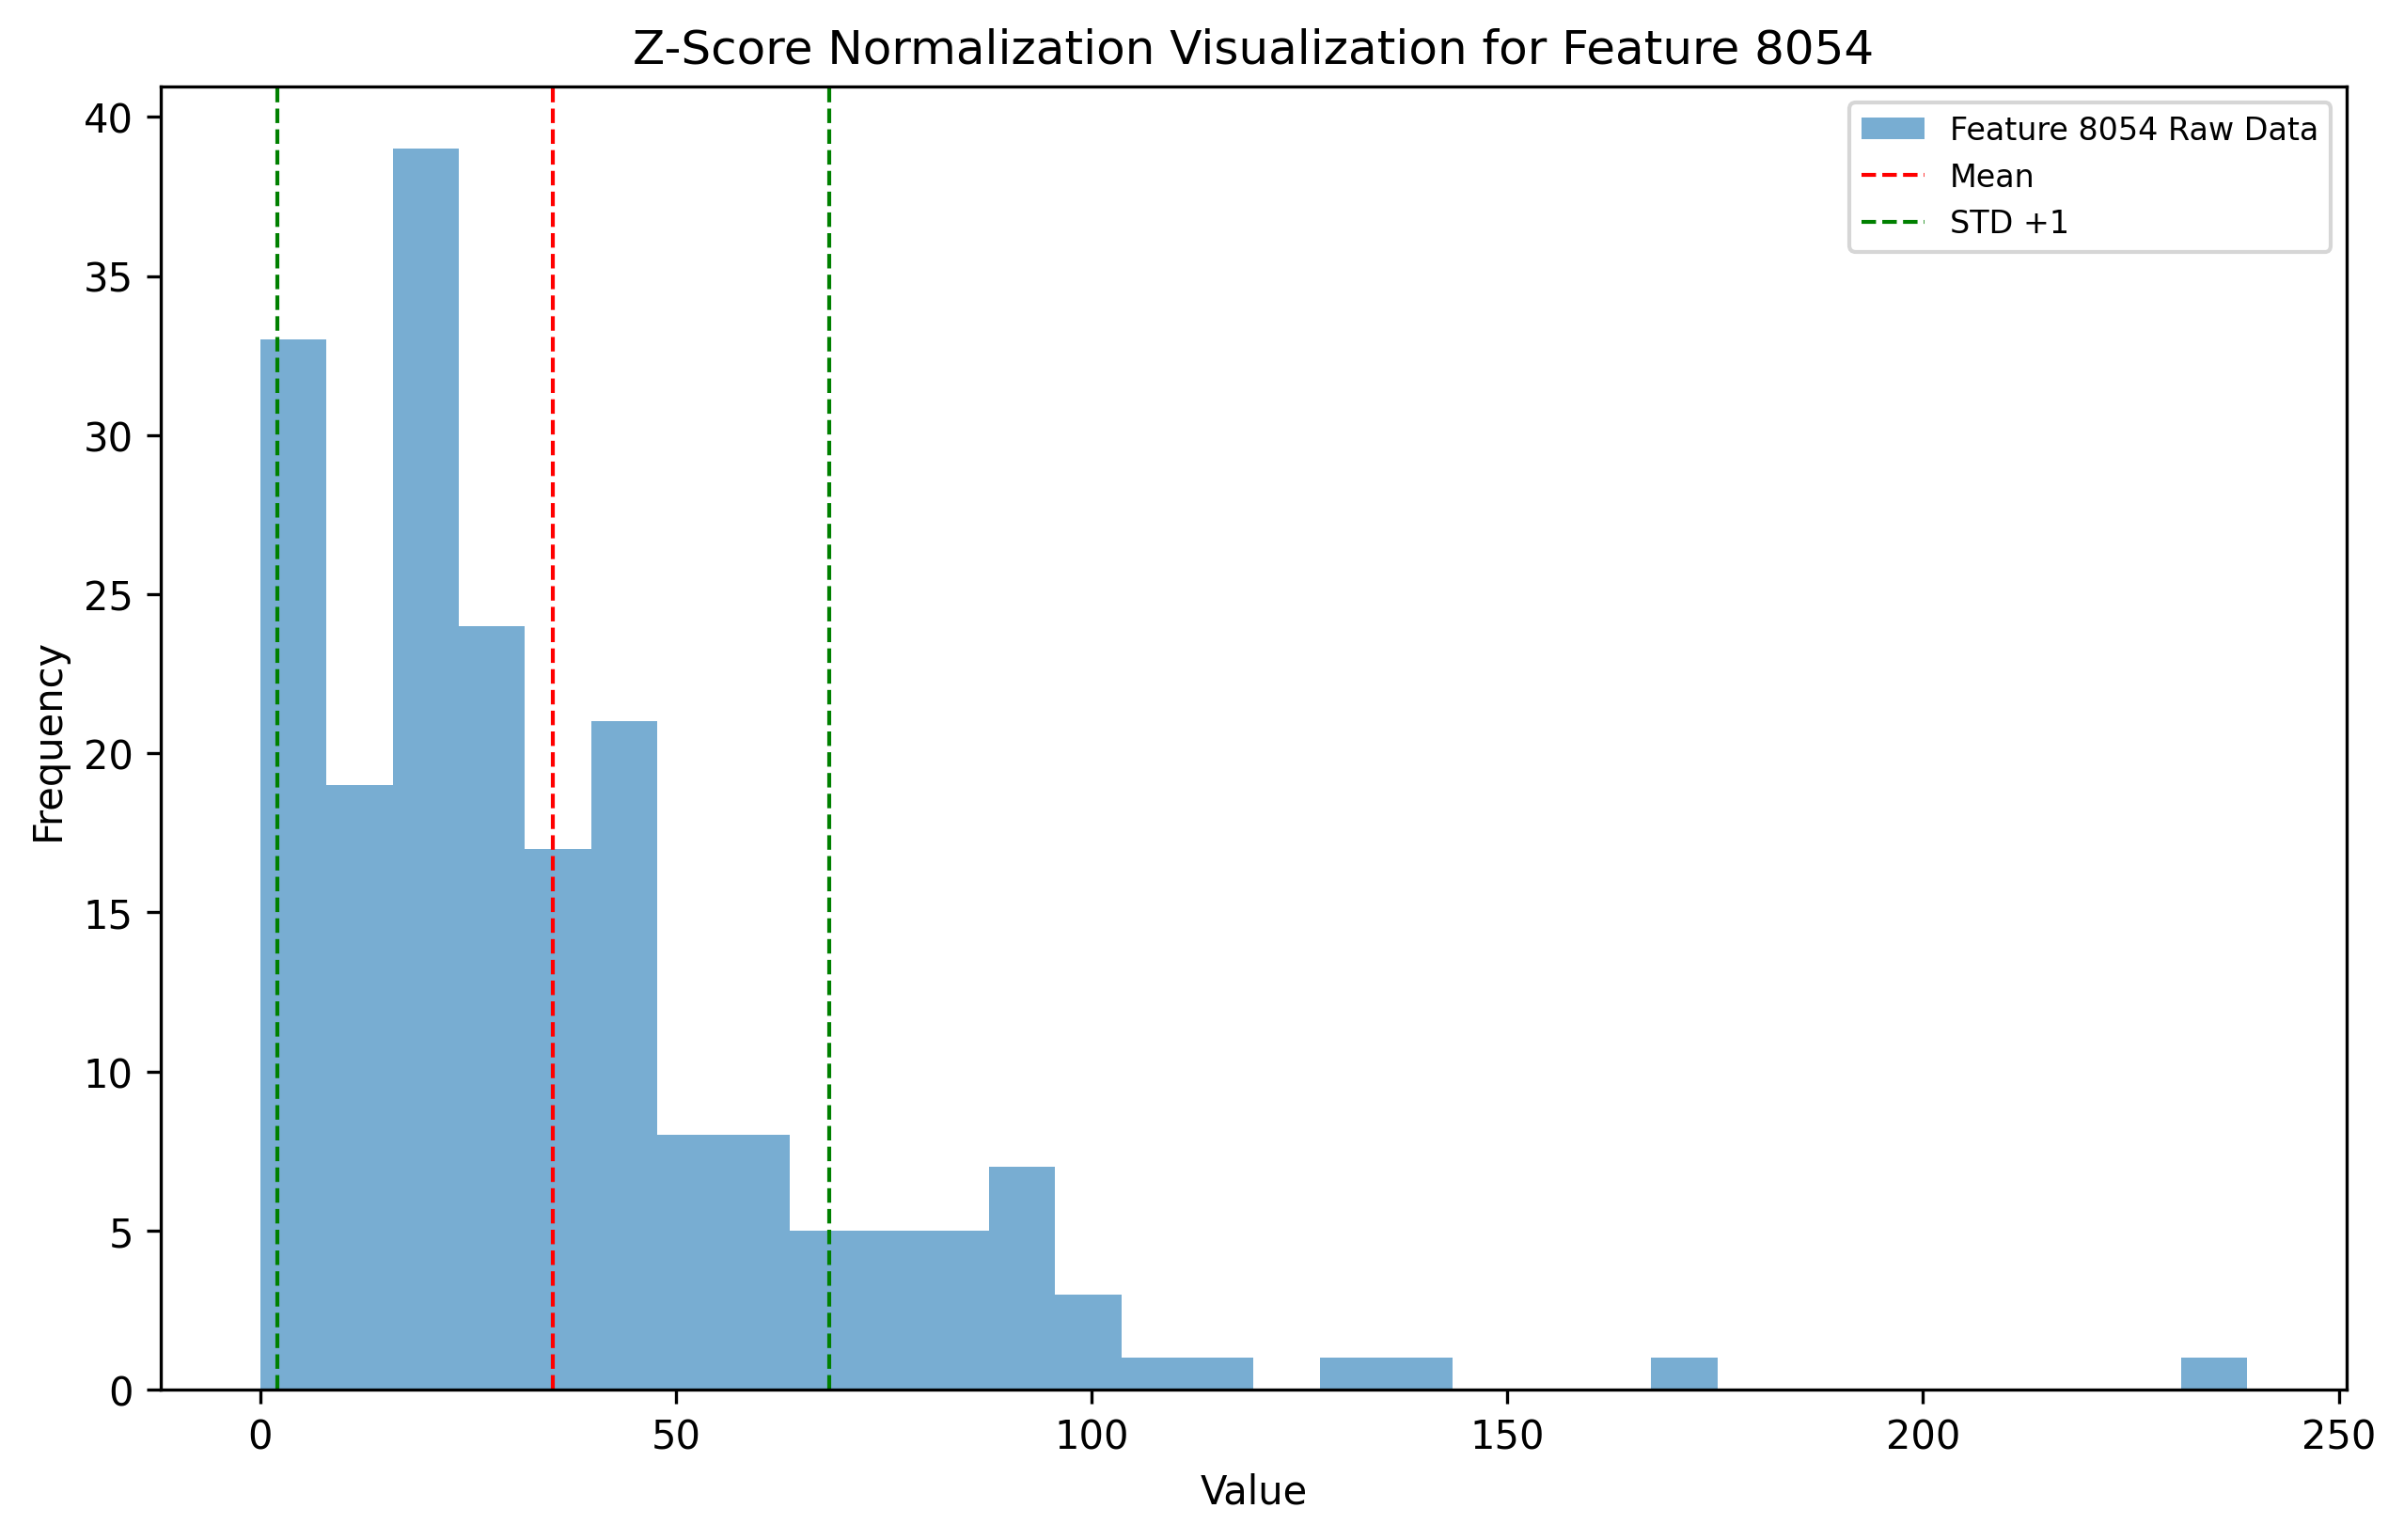 Z-Score Normalization Visualization for Feature 8054
Feature 8054 Raw Data
Mean
STD +1
40
35
30
25
20
15
10
5
0
Frequency
0 50 100 150 200 250
Value